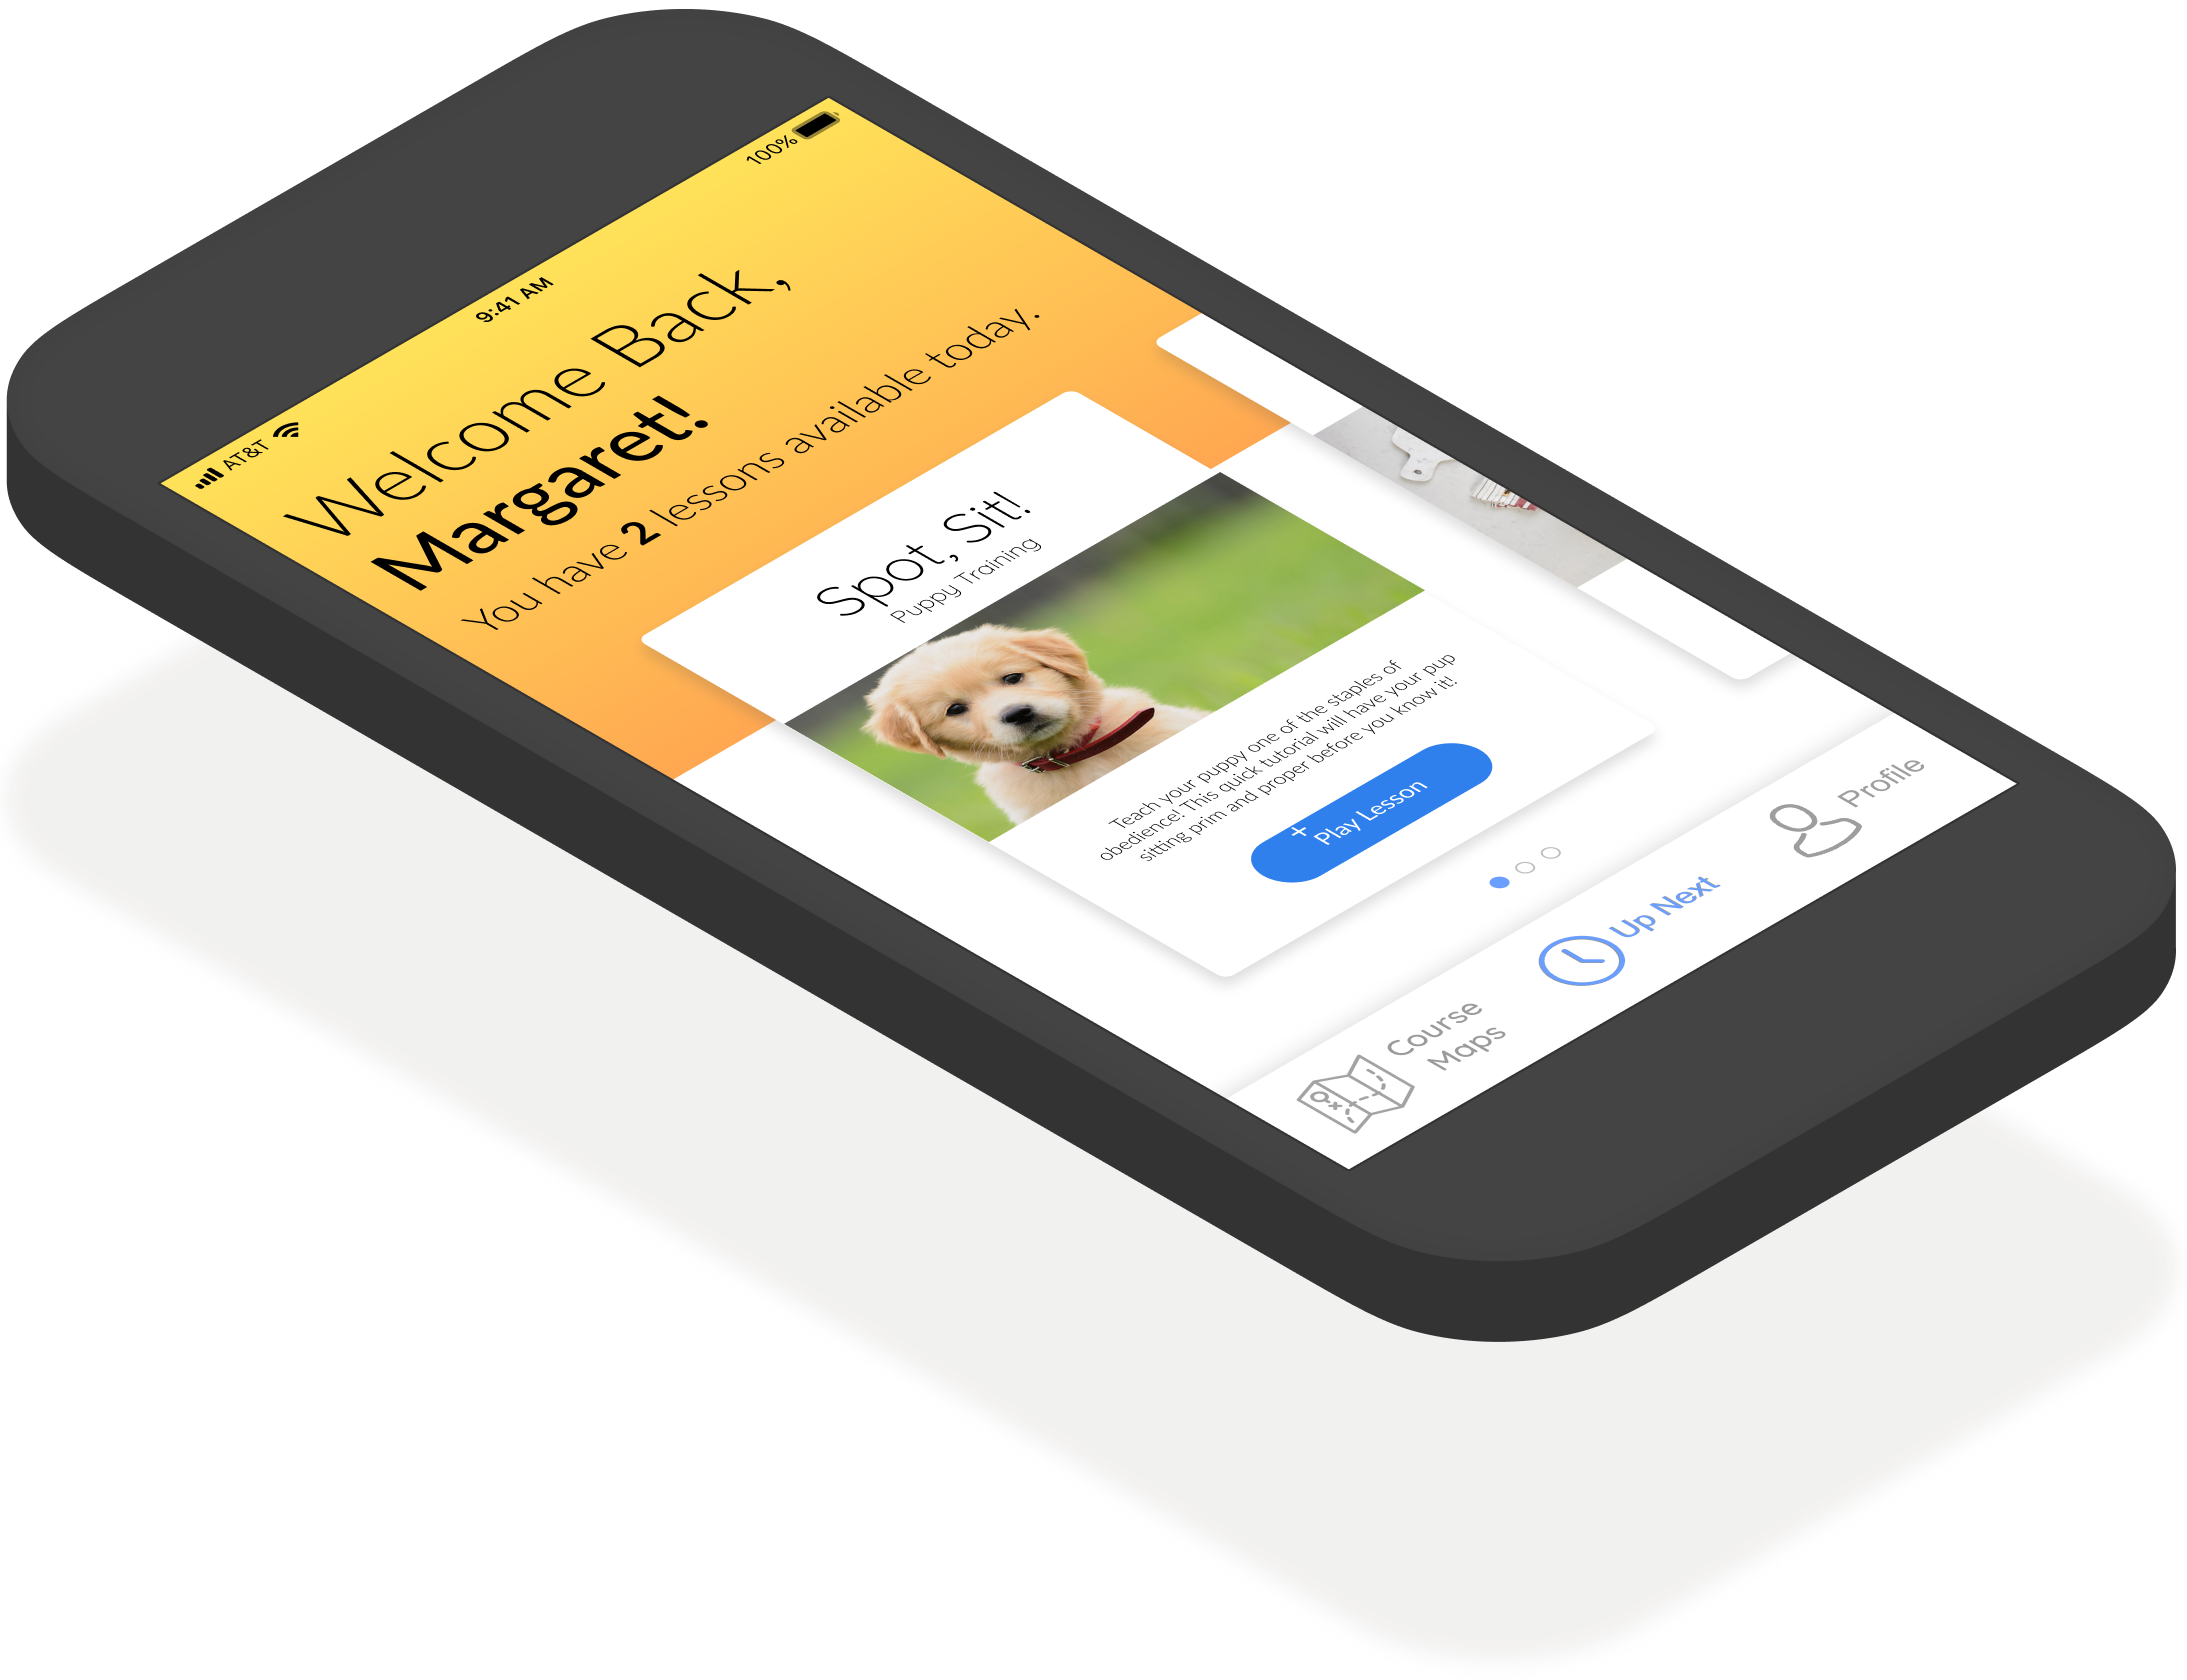 AT&T 9:41 AM 100%
Welcome Back,
Margaret!
You have 2 lessons available today.
Spot, Sit!
Puppy Training
Teach your puppy one of the staples of
obedience! This quick tutorial will have your pup
sitting prim and proper before you know it!
+ Play Lesson
Course
Maps
Up Next
Profile